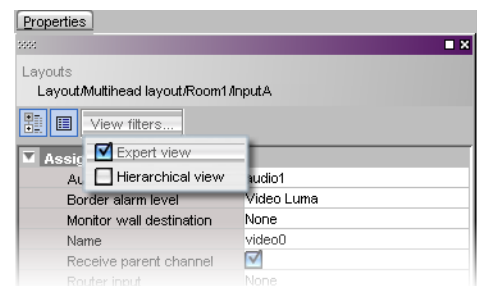 Properties
Layouts
Layout/Multihead layout/Room1/InputA
View filters...
Expert view
Hierarchical view
Assig
Au audio1
Border alarm level Video Luma
Monitor wall destination None
Name video0
Receive parent channel
Router input None